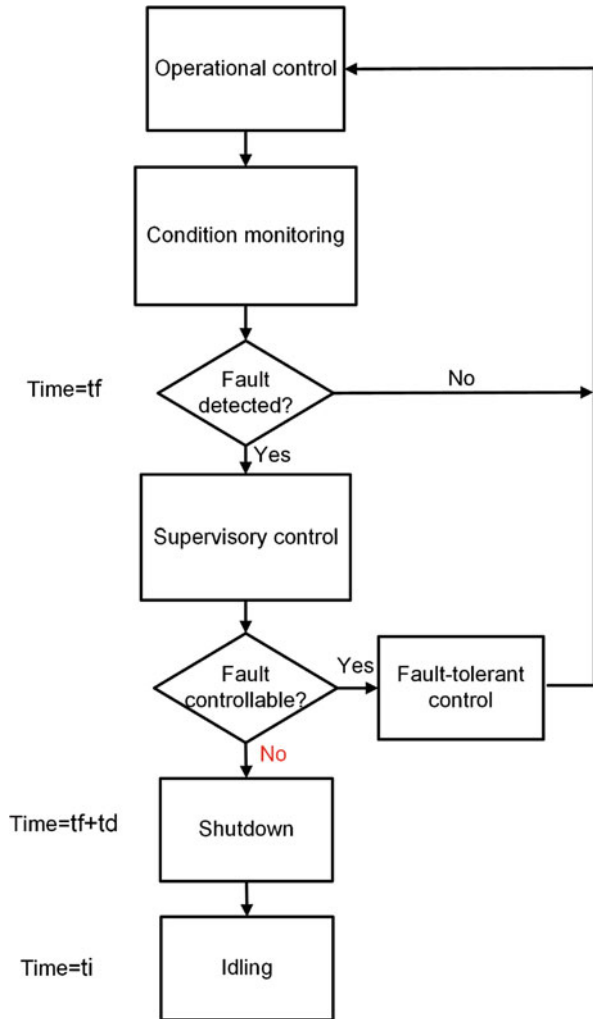 Operational control
Condition monitoring
Time=tf
Fault
detected?
No
Yes
Supervisory control
Fault
controllable?
Yes
Fault-tolerant
control
No
Time=tf+td
Shutdown
Time=ti
Idling